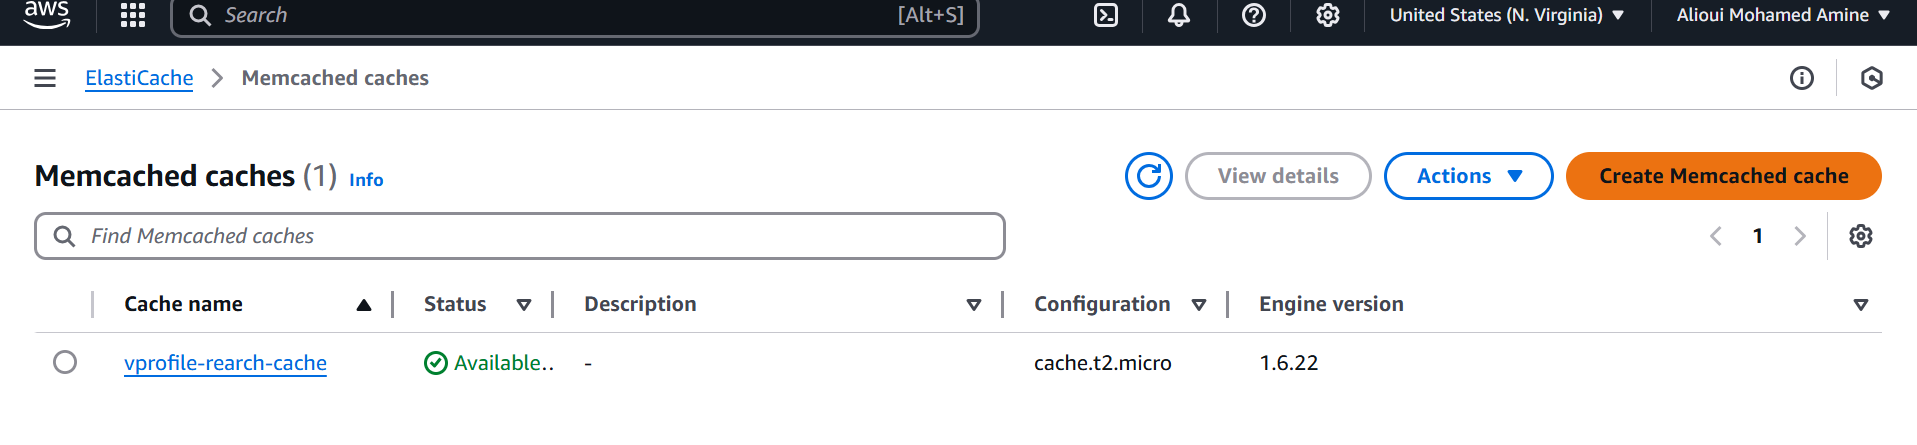 aws Search [Alt+S] United States (N. Virginia) Alioui Mohamed Amine
ElastiCache Memcached caches
Memcached caches (1) Info View details Actions Create Memcached cache
Find Memcached caches 1
Cache name Status Description Configuration Engine version
vprofile-rearch-cache Available.. - cache.t2.micro 1.6.22